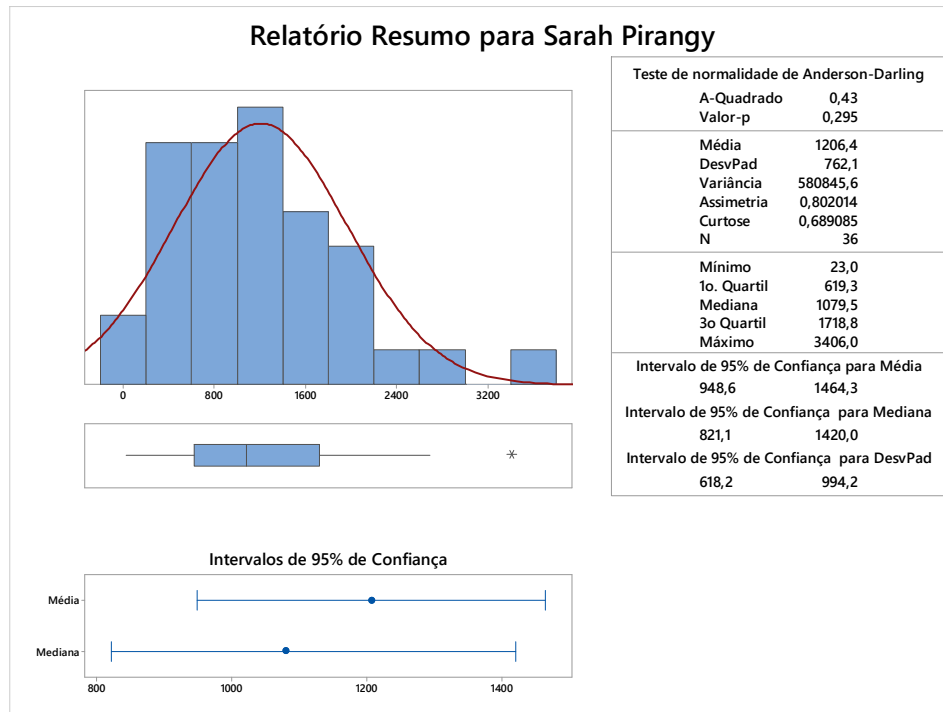 Relatório Resumo para Sarah Pirangy
Teste de normalidade de Anderson-Darling
A-Quadrado 0,43
Valor-p 0,295
Média 1206,4
DesvPad 762,1
Variância 580845,6
Assimetria 0,802014
Curtose 0,689085
N 36
Mínimo 23,0
1o. Quartil 619,3
Mediana 1079,5
3o Quartil 1718,8
Máximo 3406,0
Intervalo de 95% de Confiança para Média
948,6 1464,3
Intervalo de 95% de Confiança para Mediana
821,1 1420,0
Intervalo de 95% de Confiança para DesvPad
618,2 994,2
0 800 1600 2400 3200
Intervalos de 95% de Confiança
Média
Mediana
800 1000 1200 1400